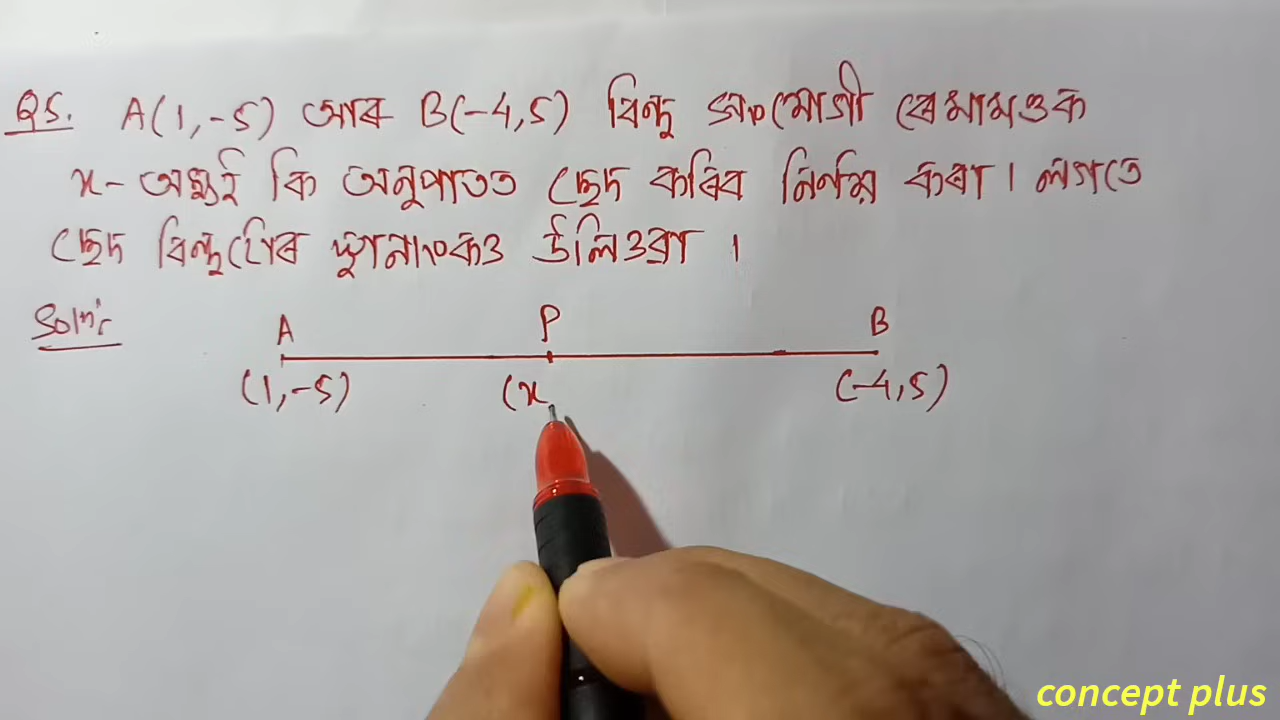 Q5. A(1,-5) আৰু B(-4,5) বিন্দু সংযোগী ৰেখাখণ্ডক
x- অক্ষই কি অনুপাতত ছেদ কৰিব নিৰ্ণয় কৰা। লগতে
ছেদ বিন্দুটোৰ স্থানাংকও উলিওৱা ।
Soln:
A P B
(1,-5) (x, (-4,5)
concept plus